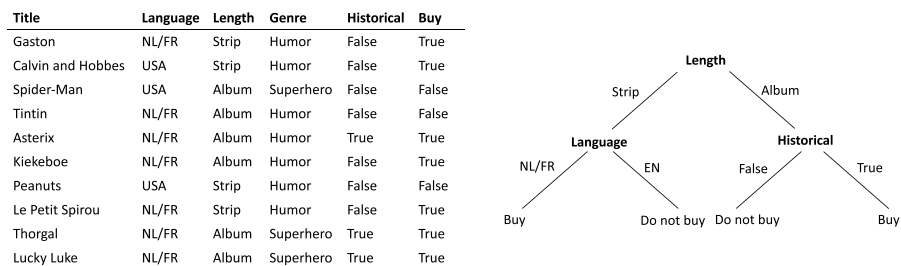 Title Language Length Genre Historical Buy
Gaston NL/FR Strip Humor False True
Calvin and Hobbes USA Strip Humor False True
Spider-Man USA Album Superhero False False
Tintin NL/FR Album Humor False False
Asterix NL/FR Album Humor True True
Kiekeboe NL/FR Album Humor False True
Peanuts USA Strip Humor False False
Le Petit Spirou NL/FR Strip Humor False True
Thorgal NL/FR Album Superhero True True
Lucky Luke NL/FR Album Superhero True True
Length
Strip Album
Language Historical
NL/FR EN False True
Buy Do not buy Do not buy Buy